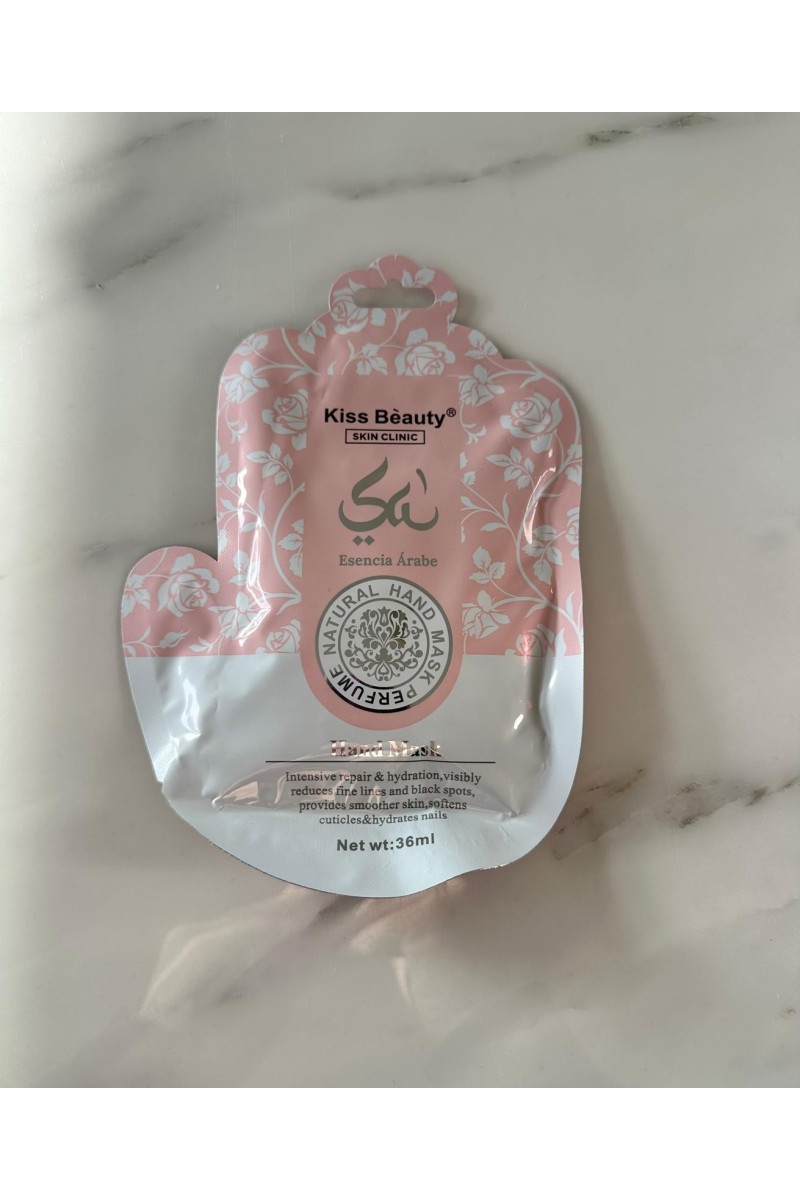 Kiss Bèauty®
SKIN CLINIC
Esencia Árabe
NATURAL HAND MASK PERFUME
Hand Mask
Intensive repair & hydration,visibly
reduces fine lines and black spots,
provides smoother skin,softens
cuticles&hydrates nails
Net wt:36ml